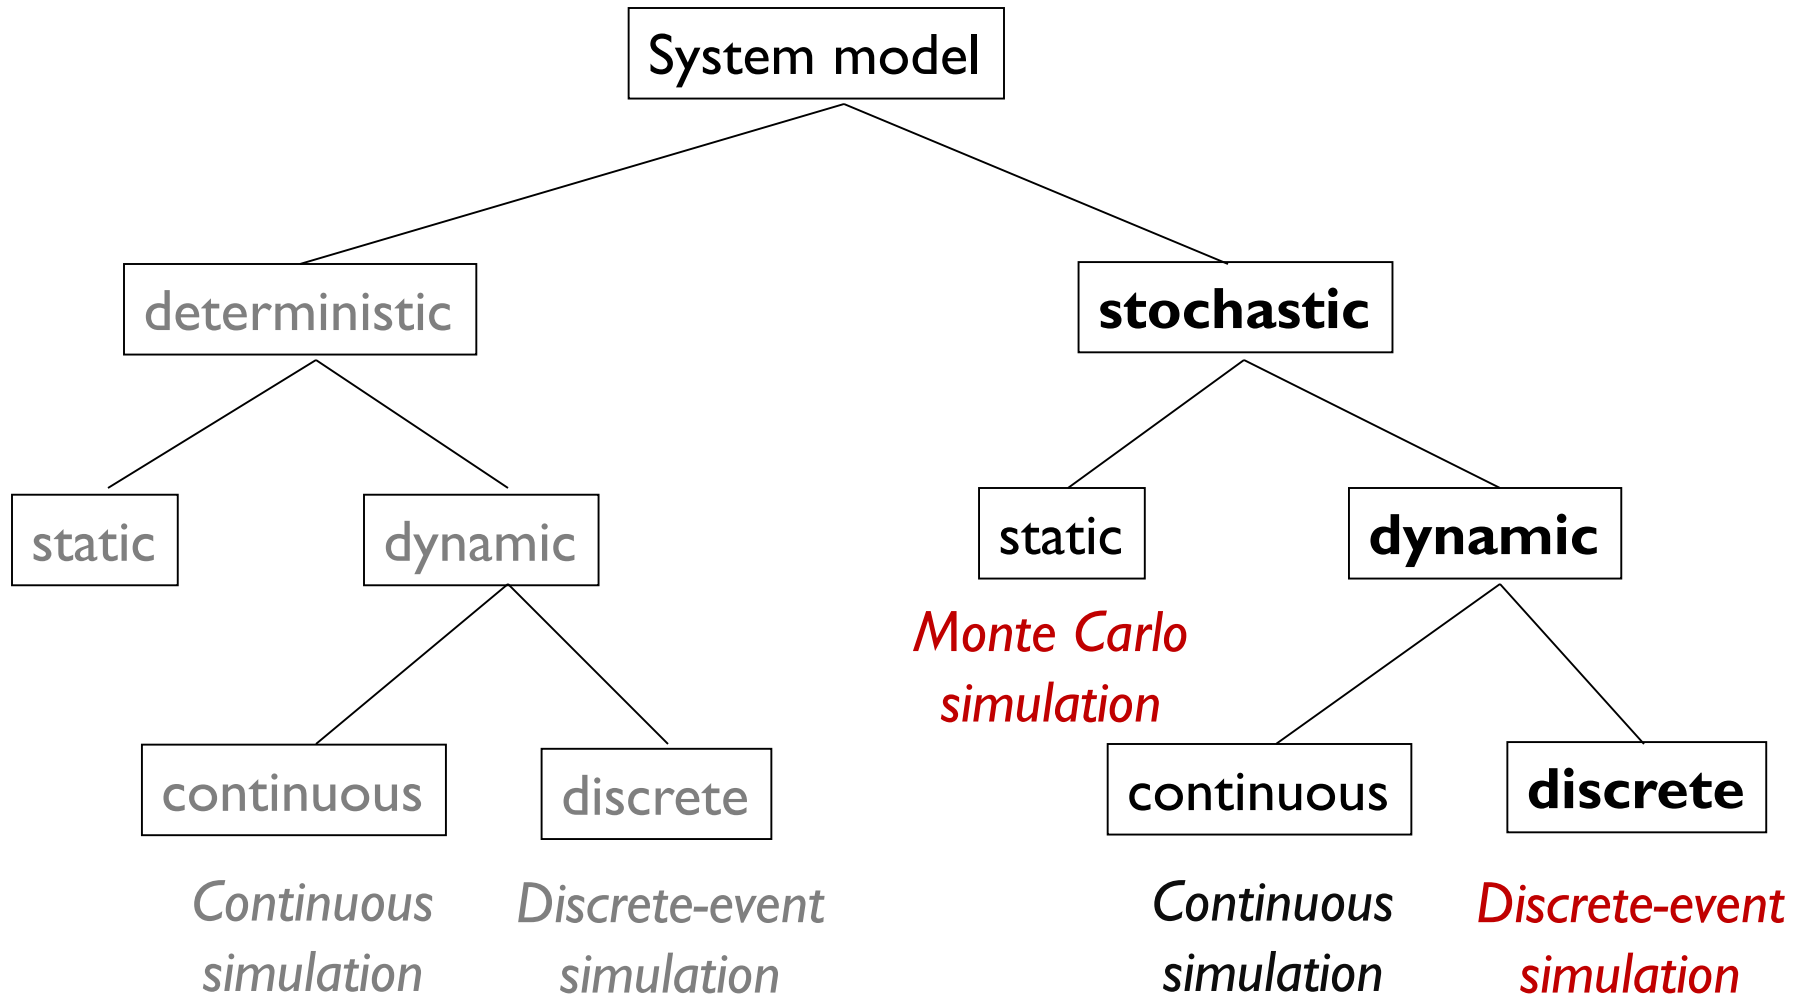 System model
deterministic
stochastic
static
dynamic
static
dynamic
Monte Carlo
simulation
continuous
discrete
continuous
discrete
Continuous
simulation
Discrete-event
simulation
Continuous
simulation
Discrete-event
simulation